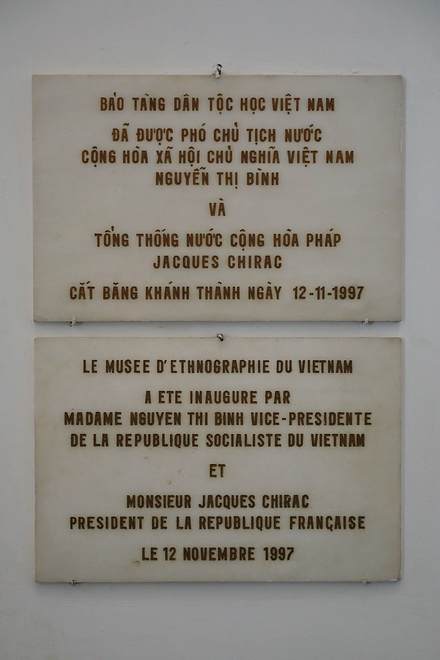 BẢO TÀNG DÂN TỘC HỌC VIỆT NAM
ĐÃ ĐƯỢC PHÓ CHỦ TỊCH NƯỚC
CỘNG HÒA XÃ HỘI CHỦ NGHĨA VIỆT NAM
NGUYỄN THỊ BÌNH
VÀ
TỔNG THỐNG NƯỚC CỘNG HÒA PHÁP
JACQUES CHIRAC
CẮT BĂNG KHÁNH THÀNH NGÀY 12-11-1997
LE MUSEE D'ETHNOGRAPHIE DU VIETNAM
A ETE INAUGURE PAR
MADAME NGUYEN THI BINH VICE-PRESIDENTE
DE LA REPUBLIQUE SOCIALISTE DU VIETNAM
ET
MONSIEUR JACQUES CHIRAC
PRESIDENT DE LA REPUBLIQUE FRANÇAISE
LE 12 NOVEMBRE 1997